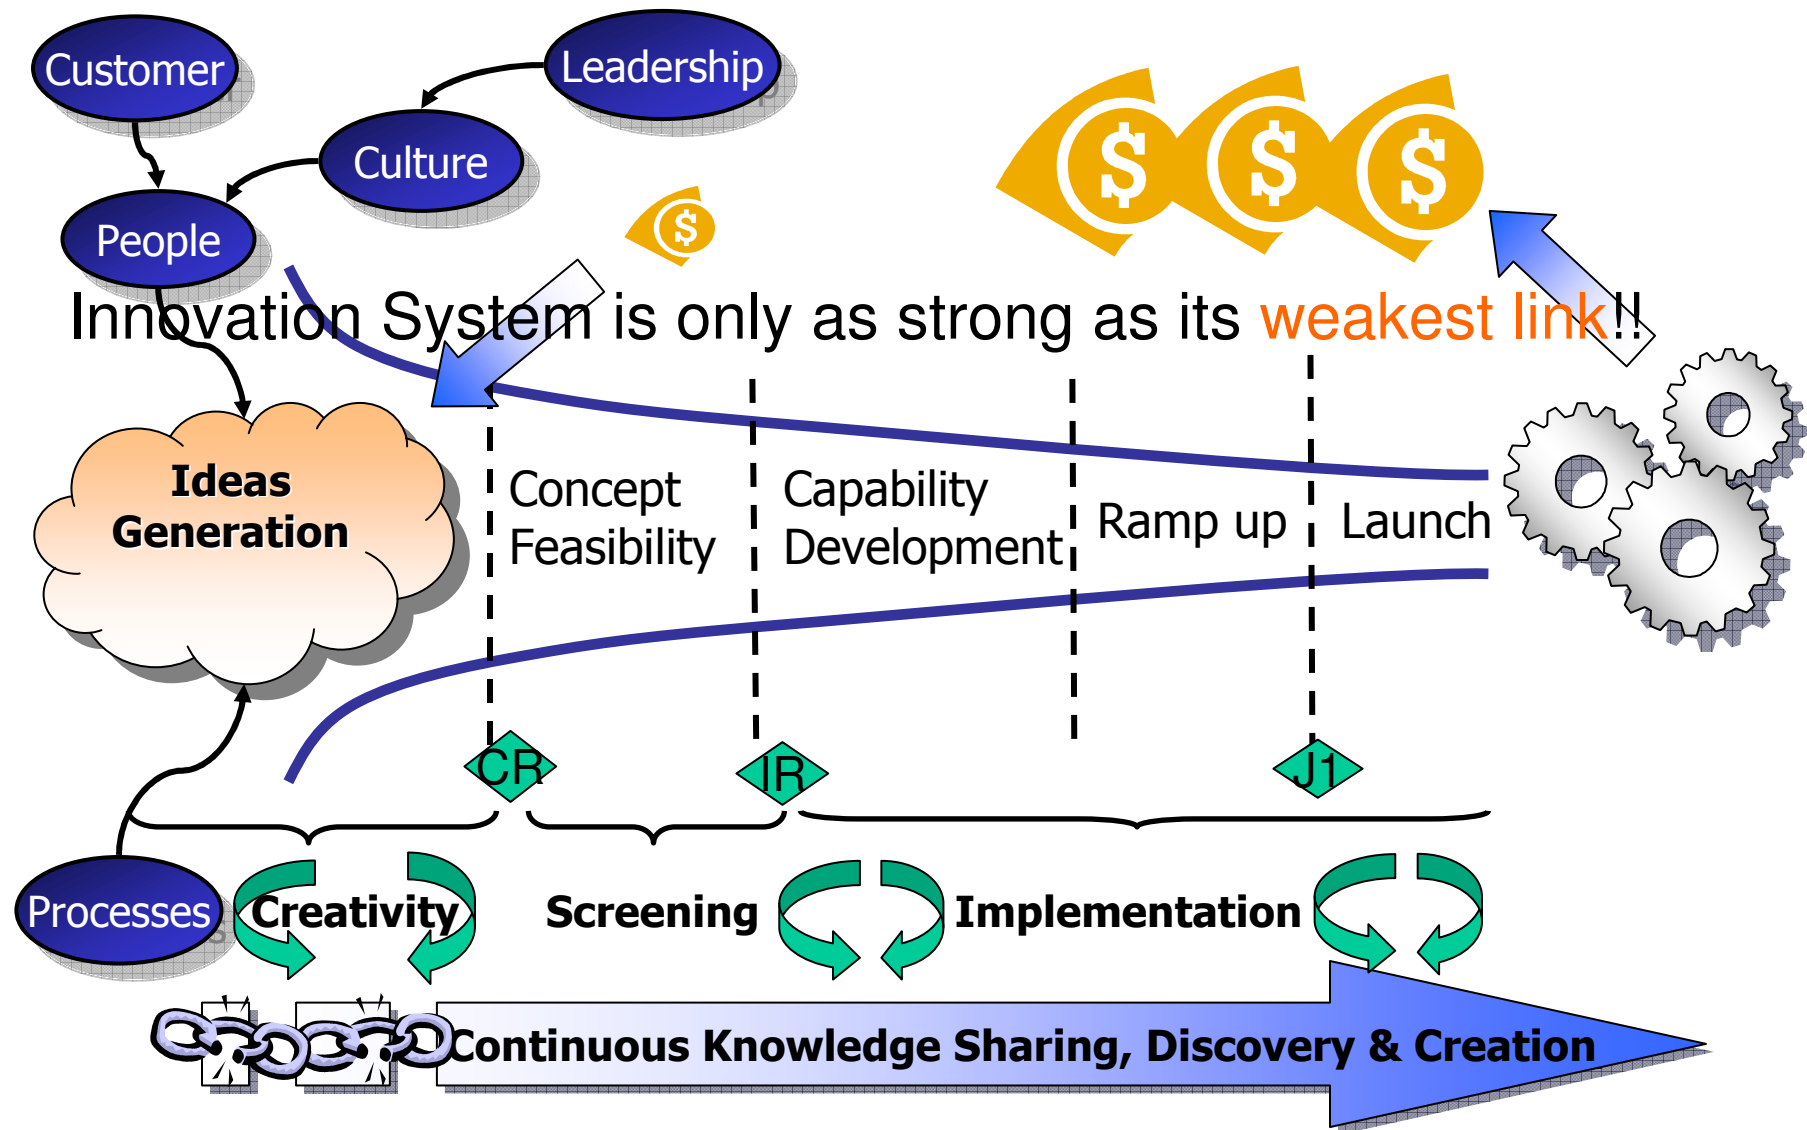 Customer
Leadership
Culture
People
$
$ $ $
Innovation System is only as strong as its weakest link!!
Ideas
Generation
Concept
Feasibility
Capability
Development
Ramp up
Launch
CR
IR
J1
Processes
Creativity
Screening
Implementation
Continuous Knowledge Sharing, Discovery & Creation